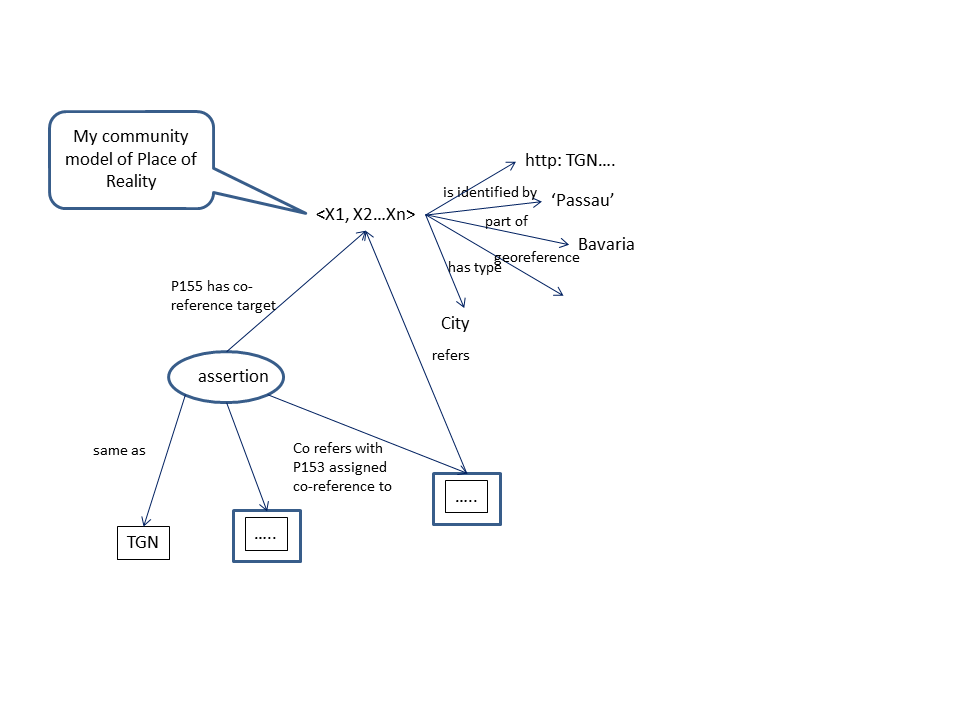 My community
model of Place of
Reality
http: TGN....
is identified by
‘Passau’
<X1, X2...Xn>
part of
Bavaria
georeference
has type
P155 has co-
reference target
City
refers
assertion
same as
Co refers with
P153 assigned
co-reference to
.....
.....
TGN